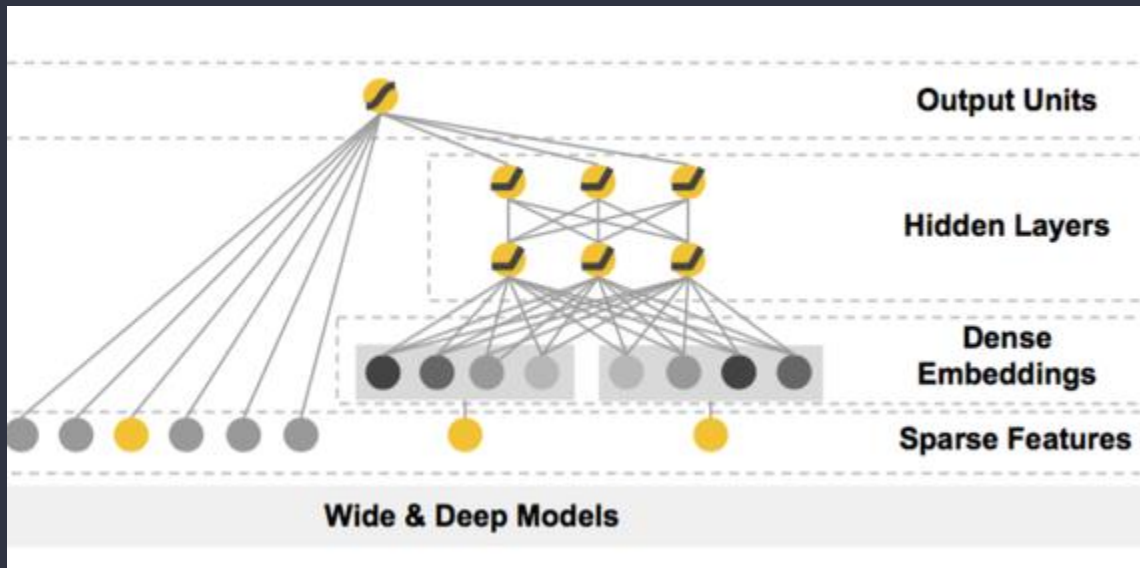 Output Units
Hidden Layers
Dense
Embeddings
Sparse Features
Wide & Deep Models